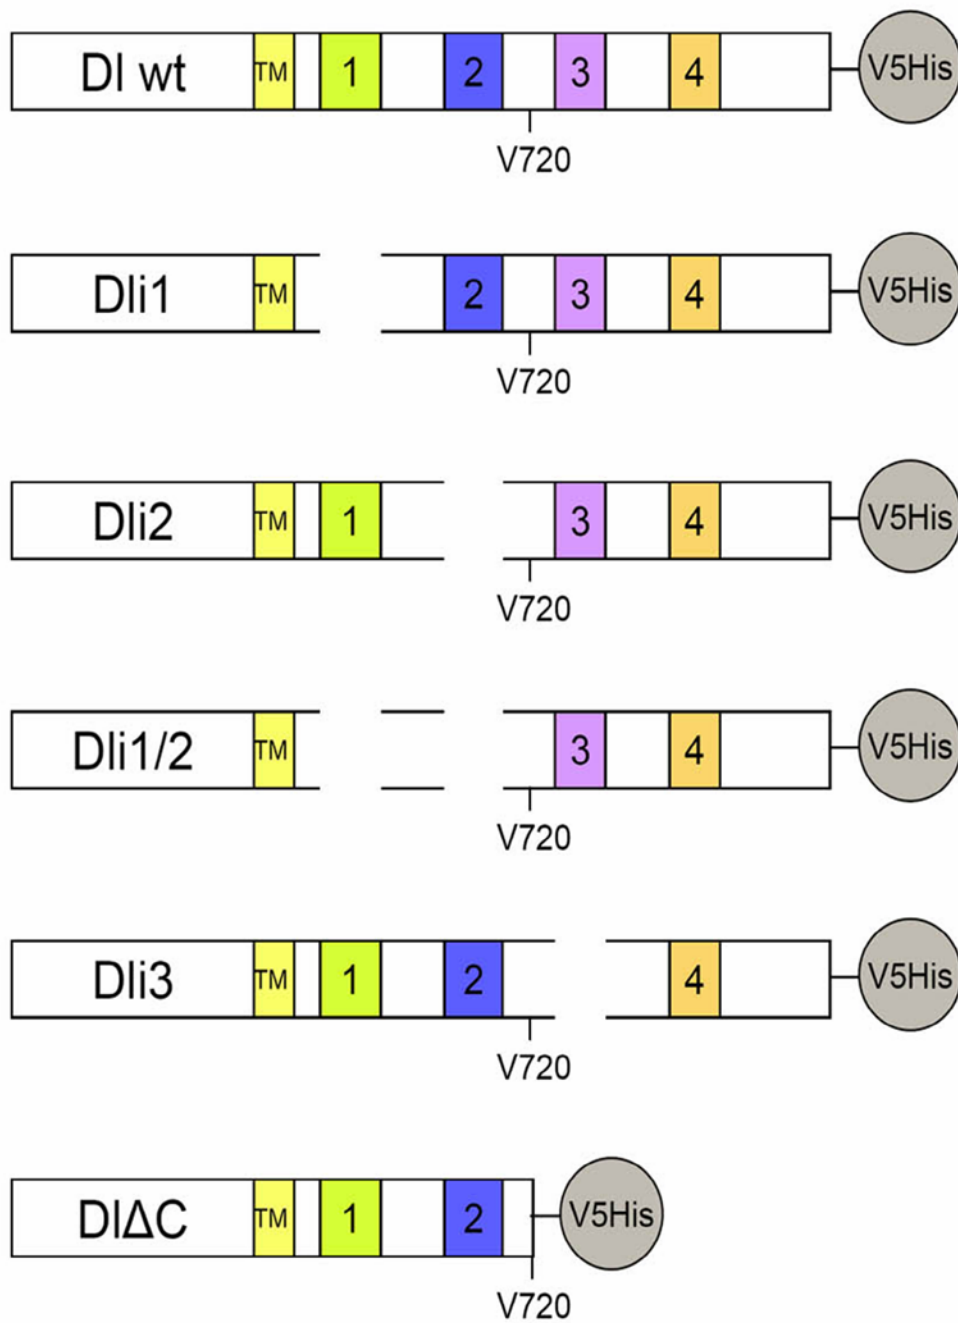 Dl wt TM 1 2 3 4 V5His
V720
Dli1 TM 2 3 4 V5His
V720
Dli2 TM 1 3 4 V5His
V720
Dli1/2 TM 3 4 V5His
V720
Dli3 TM 1 2 4 V5His
V720
DlΔC TM 1 2 V5His
V720